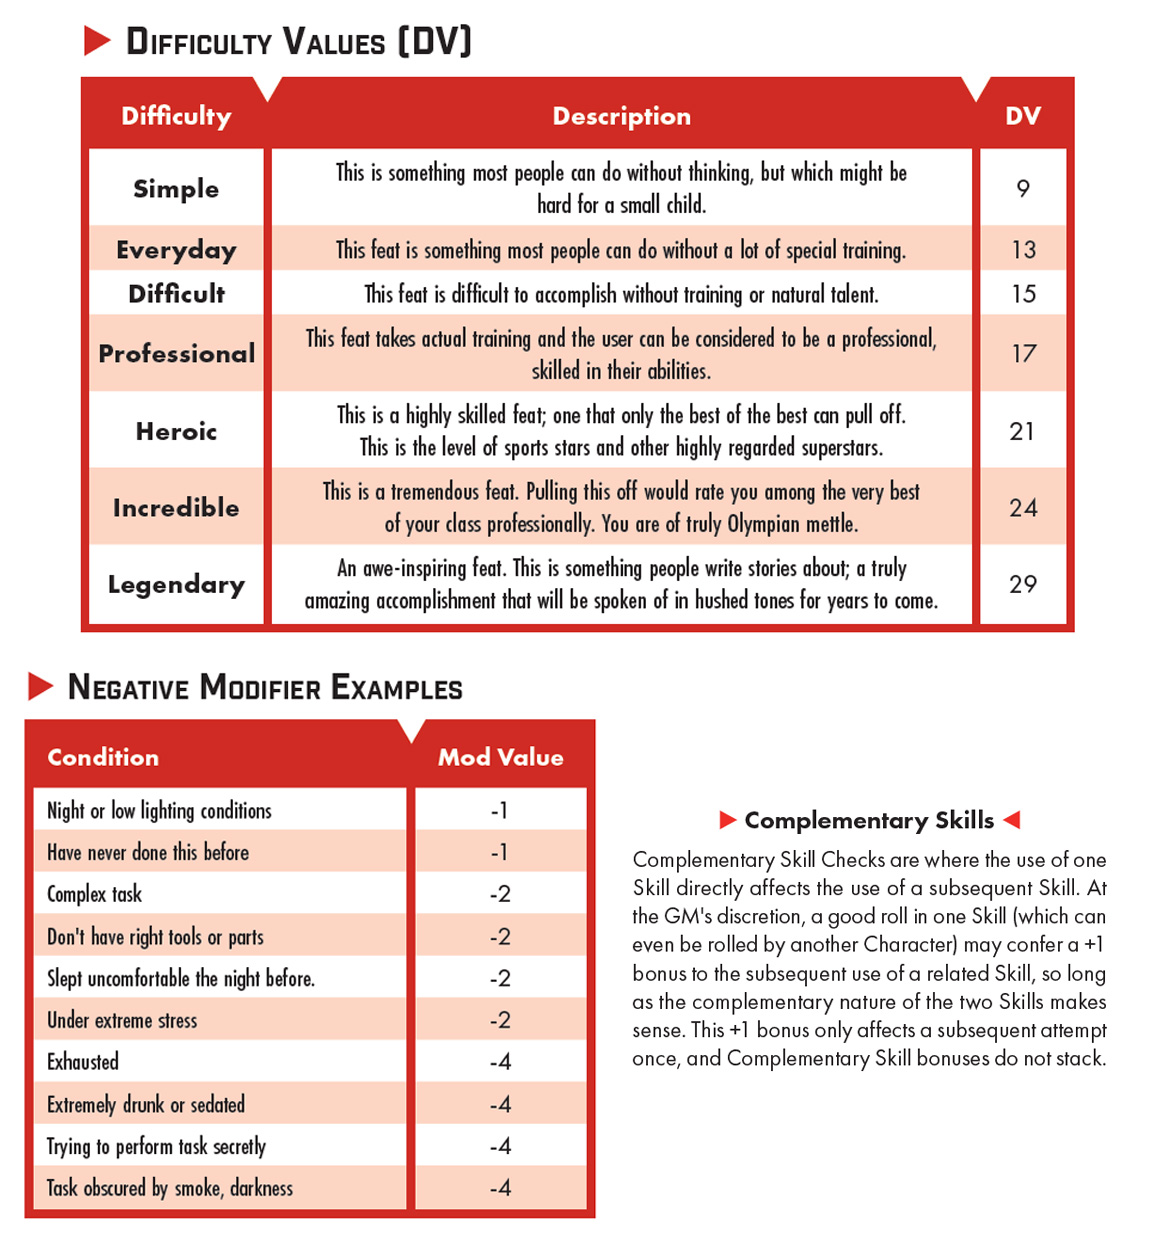 Difficulty Values (DV)
Difficulty Description DV
This is something most people can do without thinking, but which might be
Simple 9
hard for a small child.
Everyday This feat is something most people can do without a lot of special training. 13
Difficult This feat is difficult to accomplish without training or natural talent. 15
This feat takes actual training and the user can be considered to be a professional,
Professional 17
skilled in their abilities.
This is a highly skilled feat; one that only the best of the best can pull off.
Heroic 21
This is the level of sports stars and other highly regarded superstars.
This is a tremendous feat. Pulling this off would rate you among the very best
Incredible 24
of your class professionally. You are of truly Olympian mettle.
An awe-inspiring feat. This is something people write stories about; a truly
Legendary 29
amazing accomplishment that will be spoken of in hushed tones for years to come.
Negative Modifier Examples
Condition Mod Value
Night or low lighting conditions -1
Have never done this before -1
Complex task -2
Don't have right tools or parts -2
Slept uncomfortable the night before. -2
Under extreme stress -2
Exhausted -4
Extremely drunk or sedated -4
Trying to perform task secretly -4
Task obscured by smoke, darkness -4
Complementary Skills
Complementary Skill Checks are where the use of one
Skill directly affects the use of a subsequent Skill. At
the GM's discretion, a good roll in one Skill (which can
even be rolled by another Character) may confer a +1
bonus to the subsequent use of a related Skill, so long
as the complementary nature of the two Skills makes
sense. This +1 bonus only affects a subsequent attempt
once, and Complementary Skill bonuses do not stack.